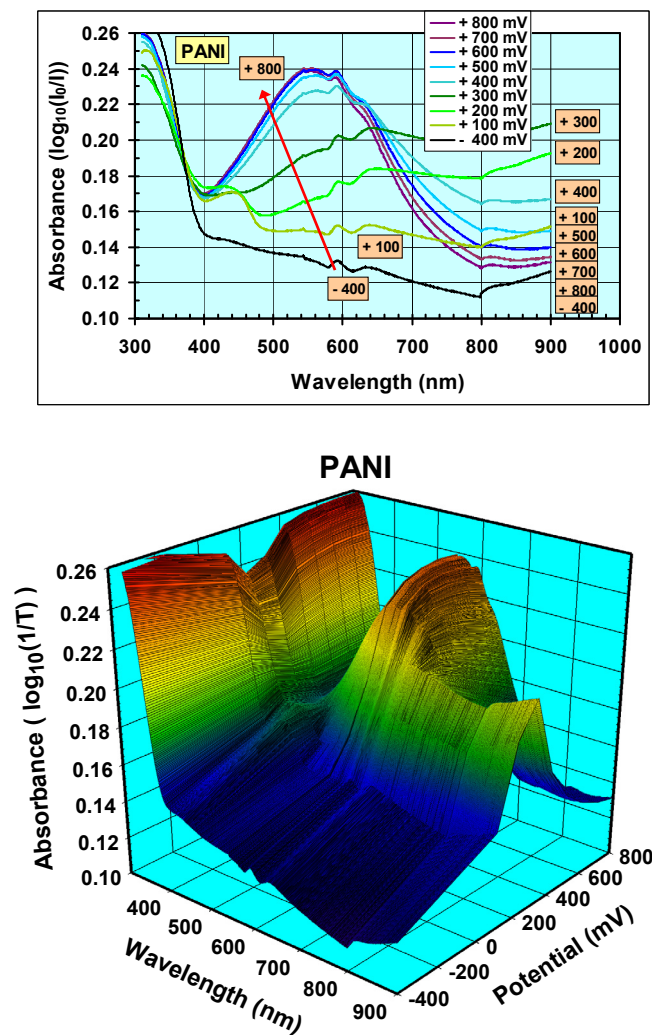 PANI
+ 800
+ 100
- 400
+ 800 mV
+ 700 mV
+ 600 mV
+ 500 mV
+ 400 mV
+ 300 mV
+ 200 mV
+ 100 mV
- 400 mV
+ 300
+ 200
+ 400
+ 100
+ 500
+ 600
+ 700
+ 800
- 400
Absorbance (log₁₀(I₀/I))
0.26
0.24
0.22
0.20
0.18
0.16
0.14
0.12
0.10
300 400 500 600 700 800 900 1000
Wavelength (nm)
PANI
Absorbance ( log₁₀(1/T) )
0.26
0.24
0.22
0.20
0.18
0.16
0.14
0.12
0.10
400 500 600 700 800 900
Wavelength (nm)
-400 -200 0 200 400 600 800
Potential (mV)